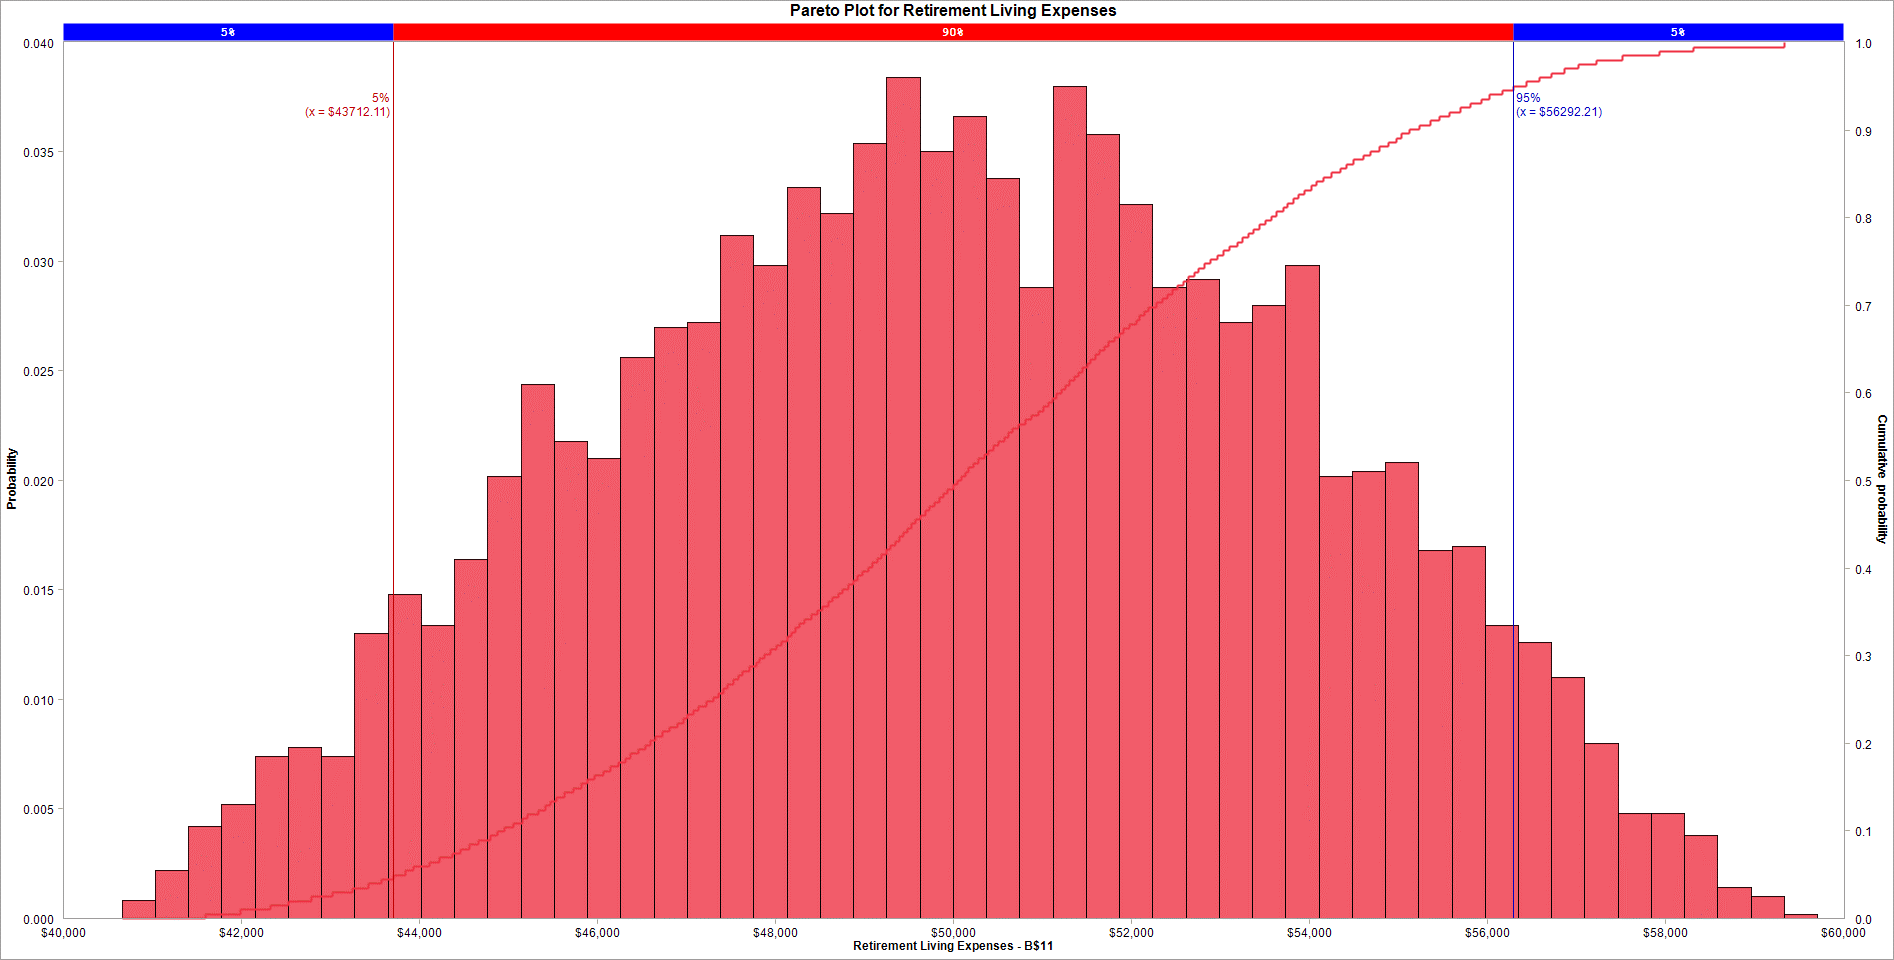 Pareto Plot for Retirement Living Expenses
5% 90% 5%
0.040
0.035
0.030
0.025
0.020
0.015
0.010
0.005
0.000
Probability
5%
(x = $43712.11)
95%
(x = $56292.21)
1.0
0.9
0.8
0.7
0.6
0.5
0.4
0.3
0.2
0.1
0.0
Cumulative probability
$40,000 $42,000 $44,000 $46,000 $48,000 $50,000 $52,000 $54,000 $56,000 $58,000 $60,000
Retirement Living Expenses - B$11